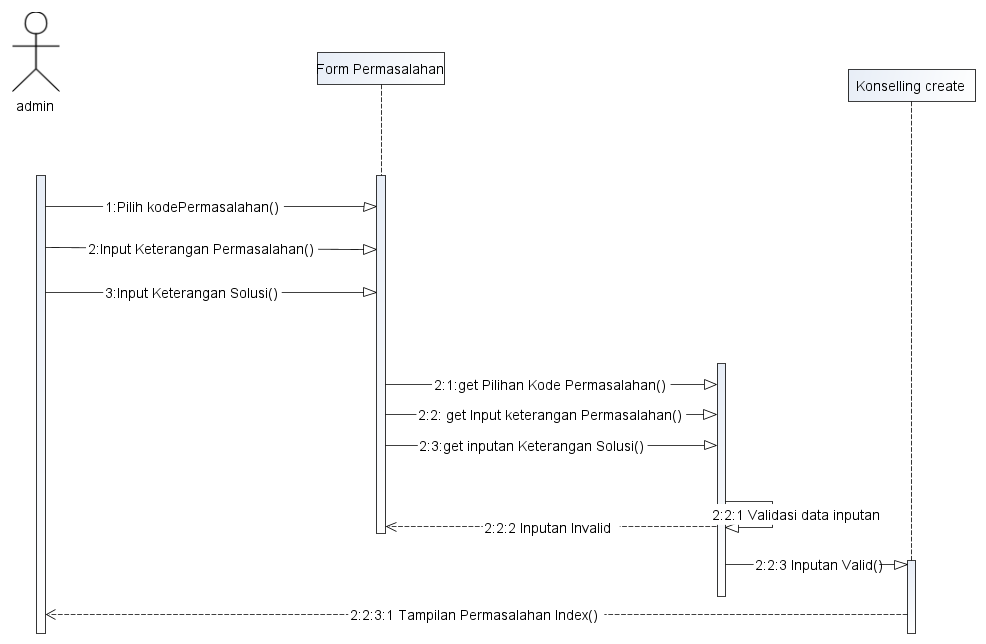 Form Permasalahan
Konselling create
admin
1:Pilih kodePermasalahan()
2:Input Keterangan Permasalahan()
3:Input Keterangan Solusi()
2:1:get Pilihan Kode Permasalahan()
2:2: get Input keterangan Permasalahan()
2:3:get inputan Keterangan Solusi()
2:2:1 Validasi data inputan
2:2:2 Inputan Invalid
2:2:3 Inputan Valid()
2:2:3:1 Tampilan Permasalahan Index()